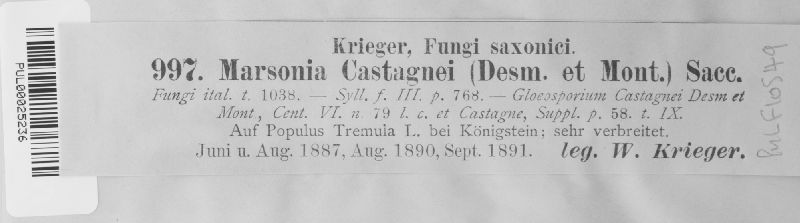 Krieger, Fungi saxonici.
997. Marsonia Castagnei (Desm. et Mont.) Sacc.
Fungi ital. t. 1038. — Syll. f. III. p. 768. — Gloeosporium Castagnei Desm et
Mont., Cent. VI. n. 79 l. c. et Castagne, Suppl. p. 58. t. IX.
Auf Populus Tremula L. bei Königstein; sehr verbreitet.
Juni u. Aug. 1887, Aug. 1890, Sept. 1891. leg. W. Krieger.
PUL00025236
PULF10549